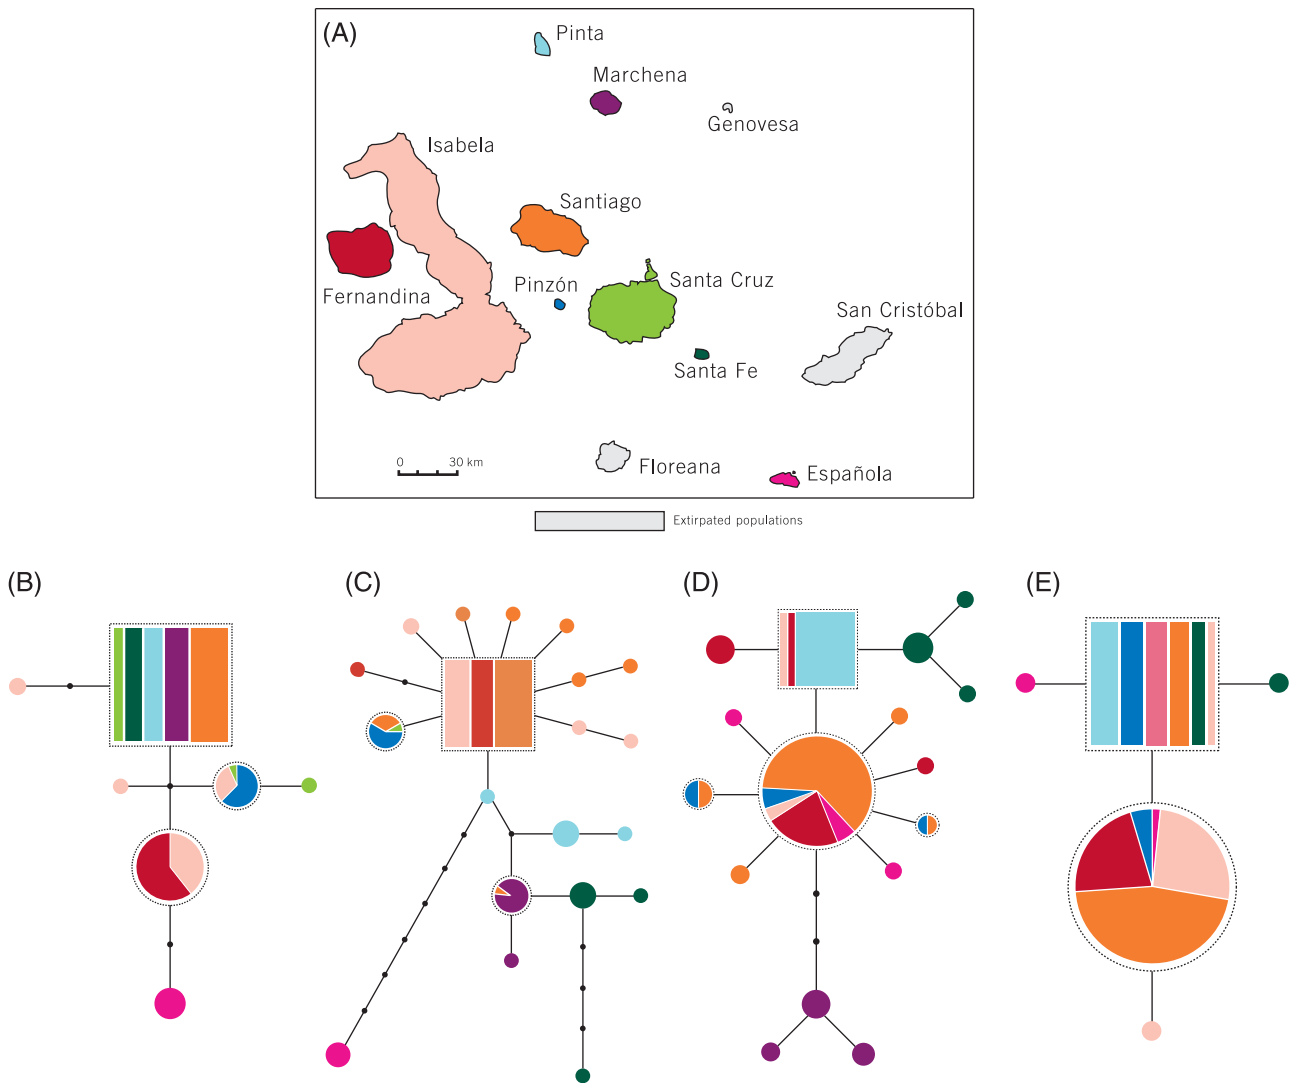 (A)
Pinta
Marchena
Genovesa
Isabela
Santiago
Santa Cruz
Pinzón
Fernandina
San Cristóbal
Santa Fe
0 30 km
Floreana
Española
Extirpated populations
(B)
(C)
(D)
(E)